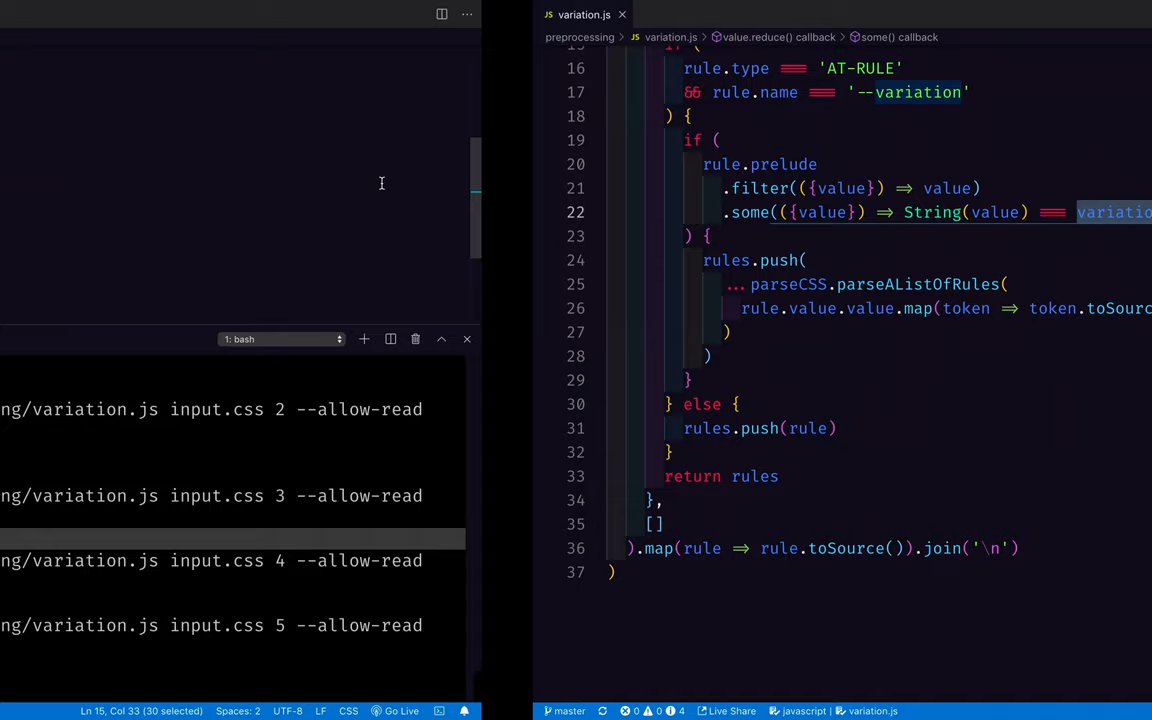 1: bash
ng/variation.js input.css 2 --allow-read
ng/variation.js input.css 3 --allow-read
ng/variation.js input.css 4 --allow-read
ng/variation.js input.css 5 --allow-read
Ln 15, Col 33 (30 selected) Spaces: 2 UTF-8 LF CSS Go Live
JS variation.js
preprocessing > JS variation.js > value.reduce() callback > some() callback
16 rule.type === 'AT-RULE'
17 && rule.name === '--variation'
18 ) {
19 if (
20 rule.prelude
21 .filter(({value}) => value)
22 .some(({value}) => String(value) === variatio
23 ) {
24 rules.push(
25 ...parseCSS.parseAListOfRules(
26 rule.value.value.map(token => token.toSourc
27 )
28 )
29 }
30 } else {
31 rules.push(rule)
32 }
33 return rules
34 },
35 []
36 ).map(rule => rule.toSource()).join('\n')
37 )
master 0 0 4 Live Share javascript | variation.js